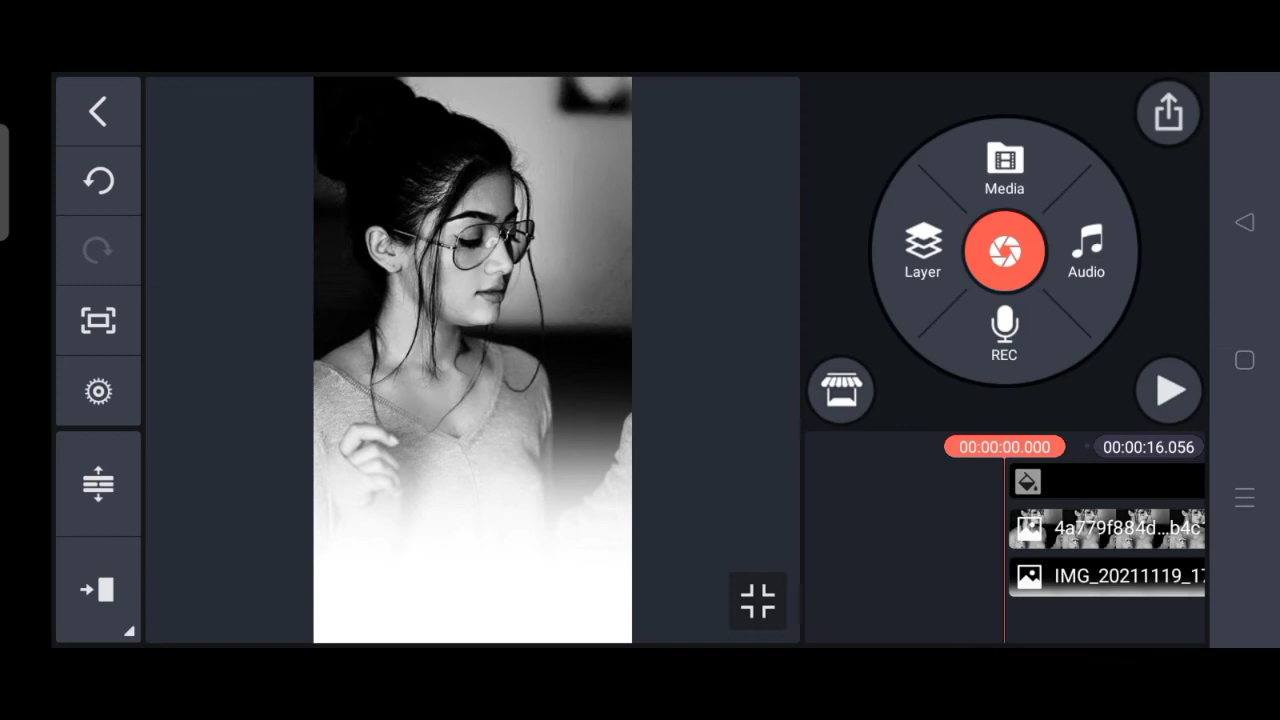 Media
Layer
Audio
REC
00:00:00.000
00:00:16.056
4a779f884d...b4c
IMG_20211119_17